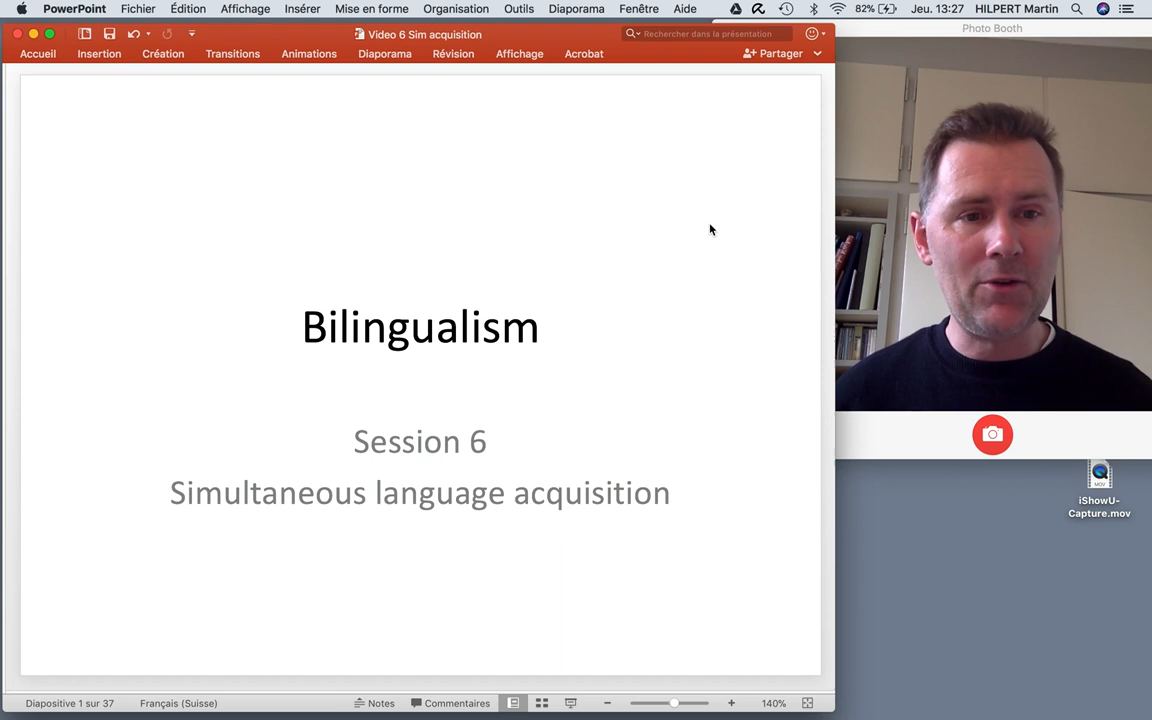 PowerPoint Fichier Édition Affichage Insérer Mise en forme Organisation Outils Diaporama Fenêtre Aide 82% Jeu. 13:27 HILPERT Martin
Photo Booth
Video 6 Sim acquisition
Rechercher dans la présentation
Accueil Insertion Création Transitions Animations Diaporama Révision Affichage Acrobat Partager
Bilingualism
Session 6
Simultaneous language acquisition
MOV
iShowU-
Capture.mov
Diapositive 1 sur 37 Français (Suisse) Notes Commentaires 140%